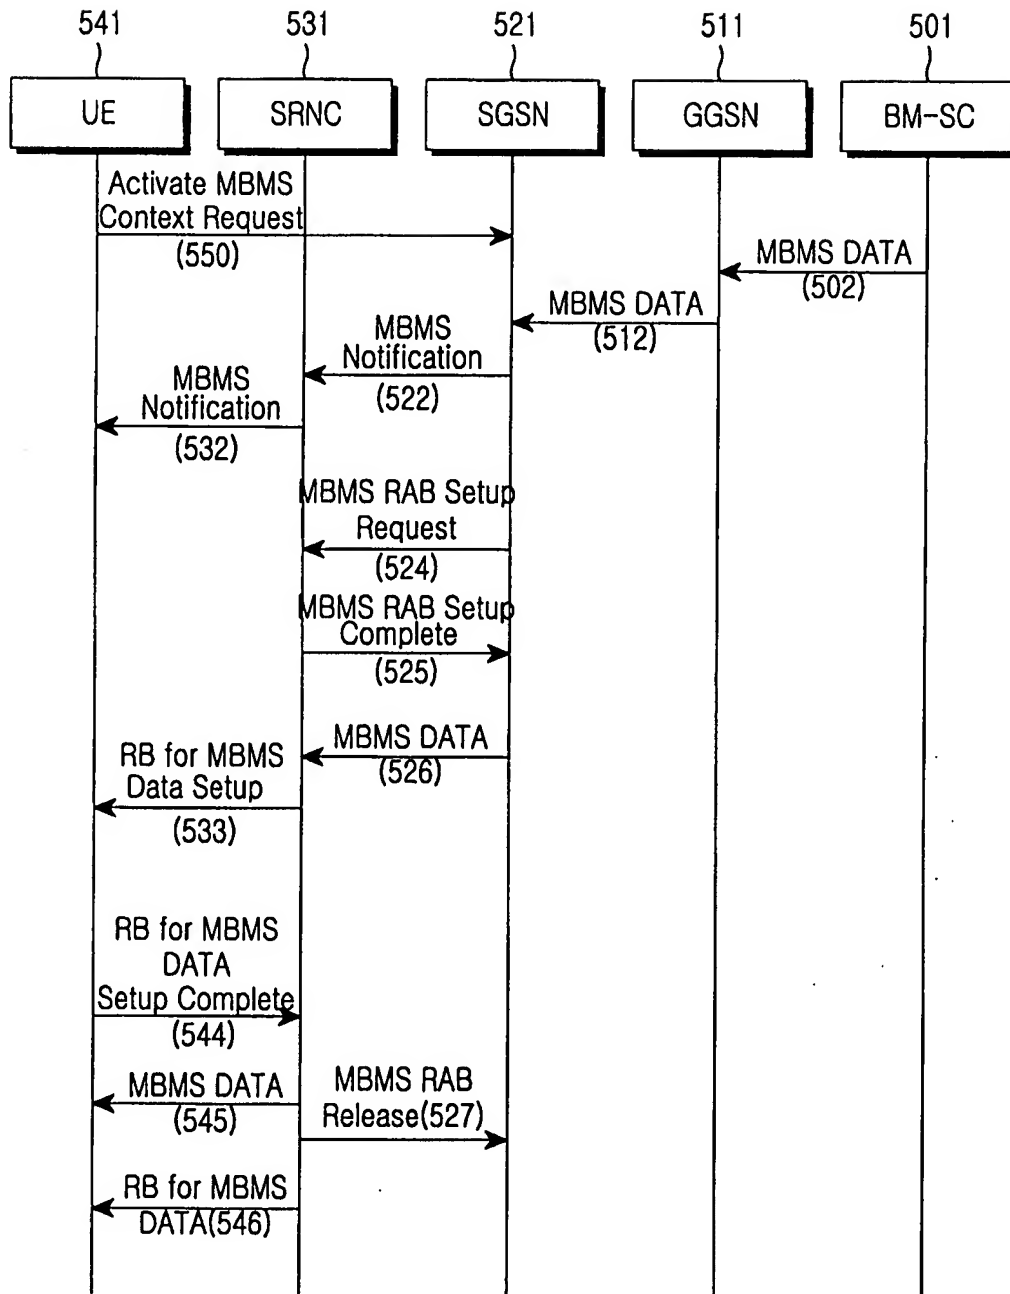 541 531 521 511 501
UE SRNC SGSN GGSN BM-SC
Activate MBMS
Context Request
(550)
MBMS DATA
(502)
MBMS DATA
(512)
MBMS
Notification
(522)
MBMS
Notification
(532)
MBMS RAB Setup
Request
(524)
MBMS RAB Setup
Complete
(525)
MBMS DATA
(526)
RB for MBMS
Data Setup
(533)
RB for MBMS
DATA
Setup Complete
(544)
MBMS DATA
(545)
MBMS RAB
Release(527)
RB for MBMS
DATA(546)